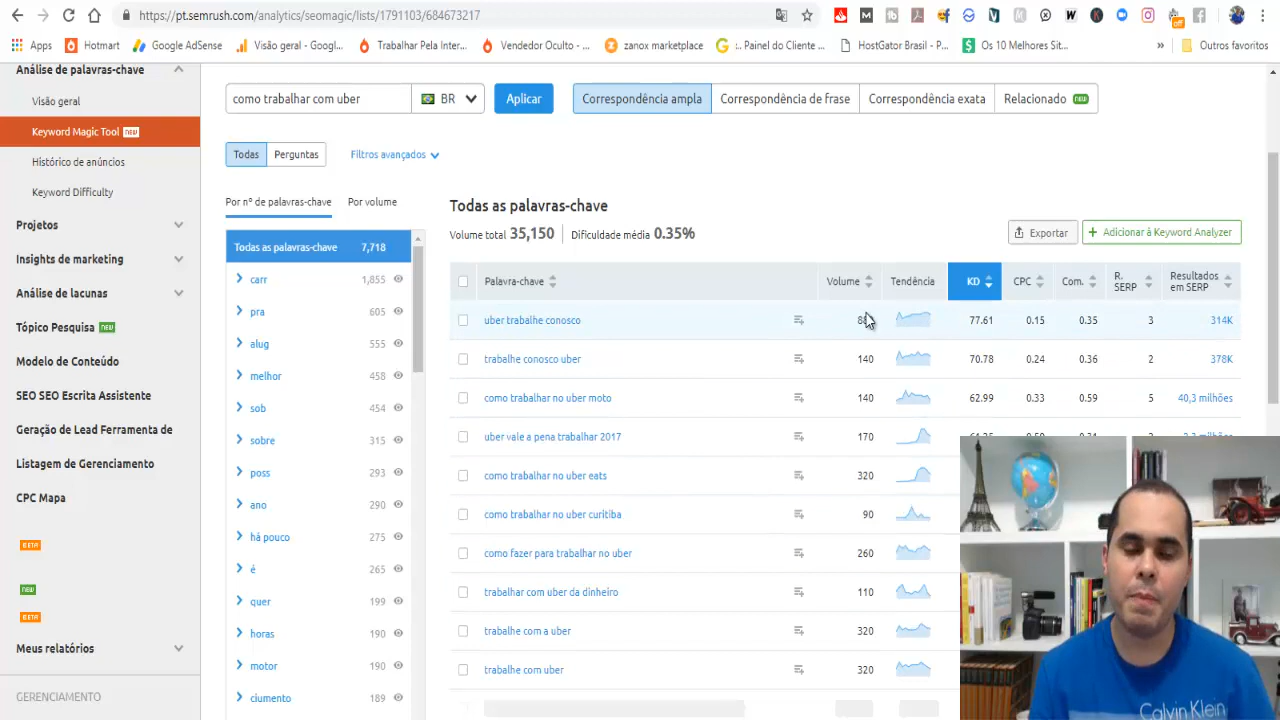 https://pt.semrush.com/analytics/seomagic/lists/1791103/684673217
off
Apps Hotmart Google AdSense Visão geral - Googl... Trabalhar Pela Inter... Vendedor Oculto - ... zanox marketplace :. Painel do Cliente ... HostGator Brasil - P... Os 10 Melhores Sit... » Outros favoritos
Análise de palavras-chave
Visão geral
Keyword Magic Tool NEW
Histórico de anúncios
Keyword Difficulty
Projetos
Insights de marketing
Análise de lacunas
Tópico Pesquisa NEW
Modelo de Conteúdo
SEO SEO Escrita Assistente
Geração de Lead Ferramenta de
Listagem de Gerenciamento
CPC Mapa
BETA
NEW
BETA
Meus relatórios
GERENCIAMENTO
como trabalhar com uber BR Aplicar Correspondência ampla Correspondência de frase Correspondência exata Relacionado NEW
Todas Perguntas Filtros avançados
Por nº de palavras-chave Por volume
Todas as palavras-chave 7,718
carr 1,855
pra 605
alug 555
melhor 458
sob 454
sobre 315
poss 293
ano 290
há pouco 275
é 265
quer 199
horas 190
motor 190
ciumento 189
Todas as palavras-chave
Volume total 35,150 Dificuldade média 0.35%
Exportar + Adicionar à Keyword Analyzer
Palavra-chave Volume Tendência KD CPC Com. R. SERP Resultados em SERP
uber trabalhe conosco 77.61 0.15 0.35 3 314K
trabalhe conosco uber 140 70.78 0.24 0.36 2 378K
como trabalhar no uber moto 140 62.99 0.33 0.59 5 40,3 milhões
uber vale a pena trabalhar 2017 170
como trabalhar no uber eats 320
como trabalhar no uber curitiba 90
como fazer para trabalhar no uber 260
trabalhar com uber da dinheiro 110
trabalhe com a uber 320
trabalhe com uber 320
Calvin Klein